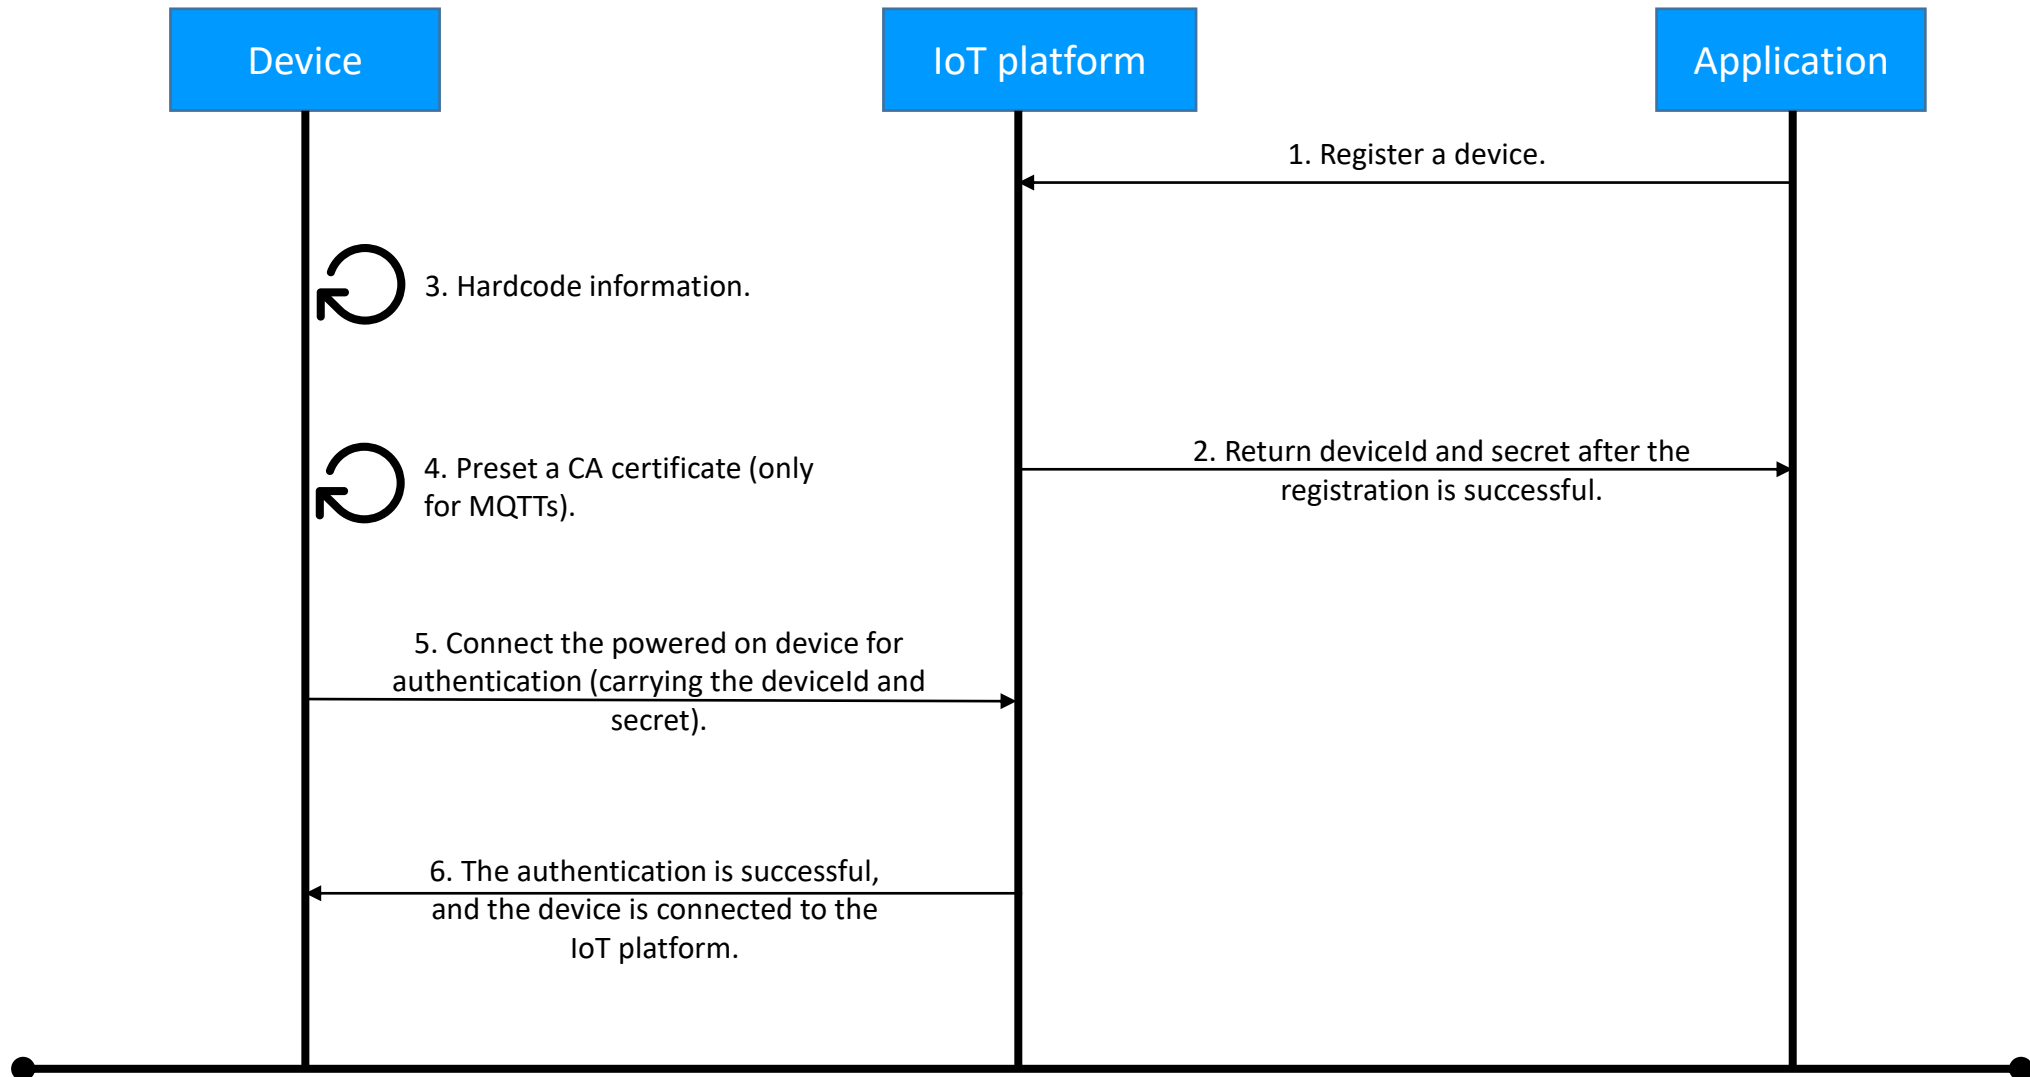 Device
IoT platform
Application
1. Register a device.
3. Hardcode information.
2. Return deviceId and secret after the
registration is successful.
4. Preset a CA certificate (only
for MQTTs).
5. Connect the powered on device for
authentication (carrying the deviceId and
secret).
6. The authentication is successful,
and the device is connected to the
IoT platform.